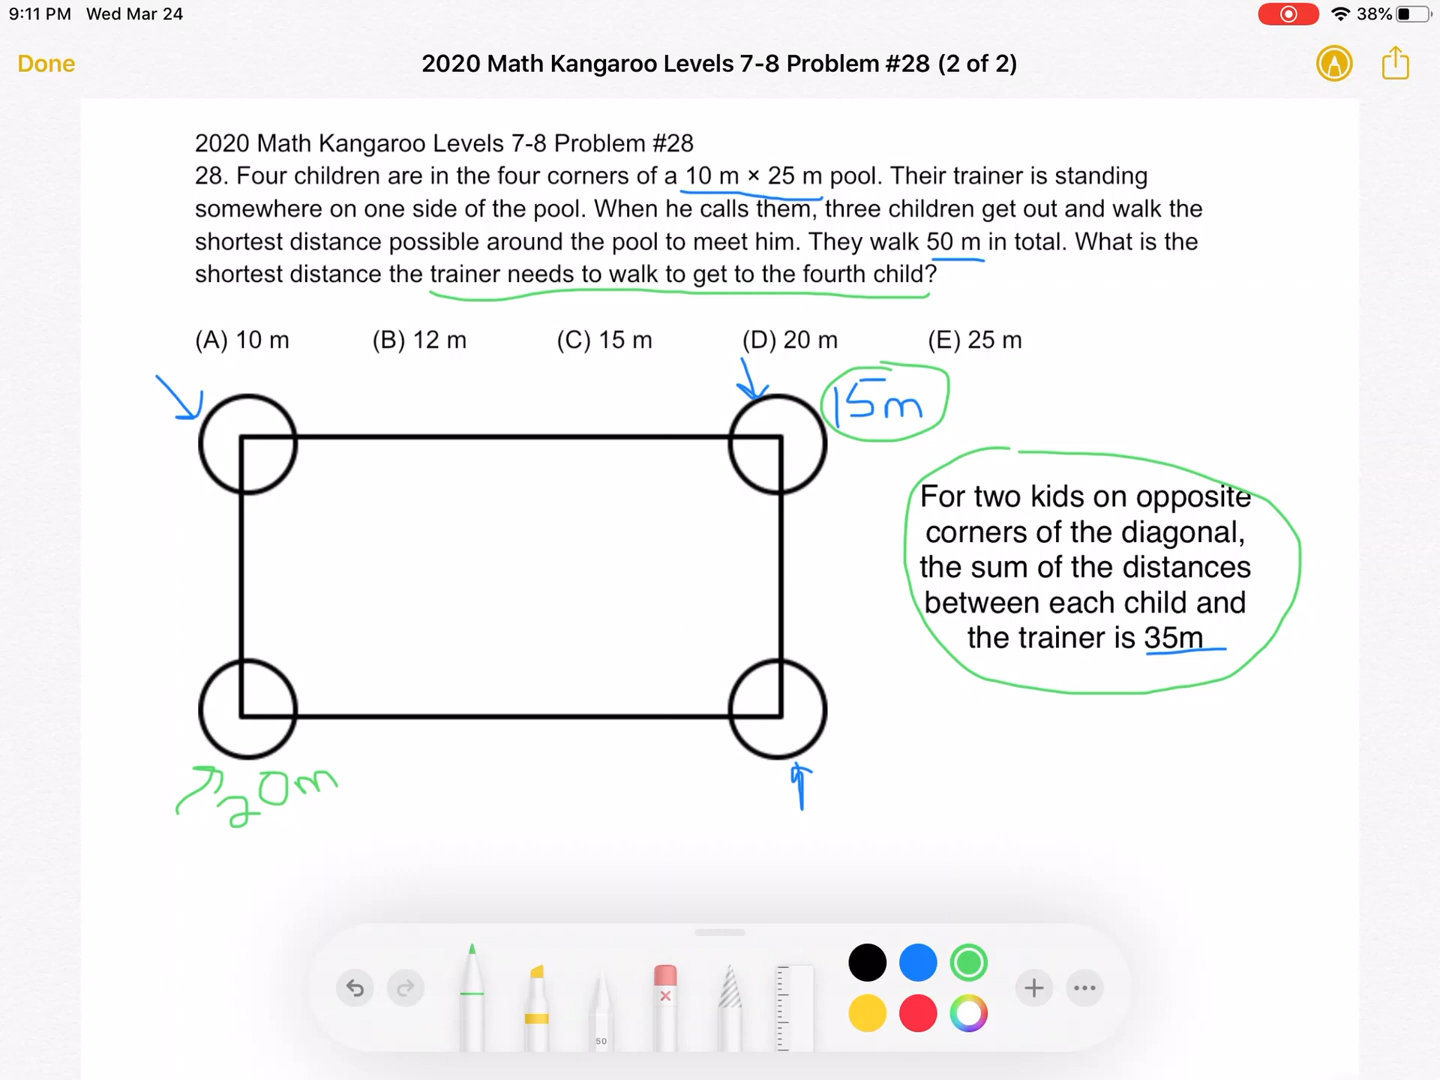 9:11 PM Wed Mar 24
38%
Done
2020 Math Kangaroo Levels 7-8 Problem #28 (2 of 2)
2020 Math Kangaroo Levels 7-8 Problem #28
28. Four children are in the four corners of a 10 m × 25 m pool. Their trainer is standing
somewhere on one side of the pool. When he calls them, three children get out and walk the
shortest distance possible around the pool to meet him. They walk 50 m in total. What is the
shortest distance the trainer needs to walk to get to the fourth child?
(A) 10 m (B) 12 m (C) 15 m (D) 20 m (E) 25 m
15m
For two kids on opposite
corners of the diagonal,
the sum of the distances
between each child and
the trainer is 35m
20m
50